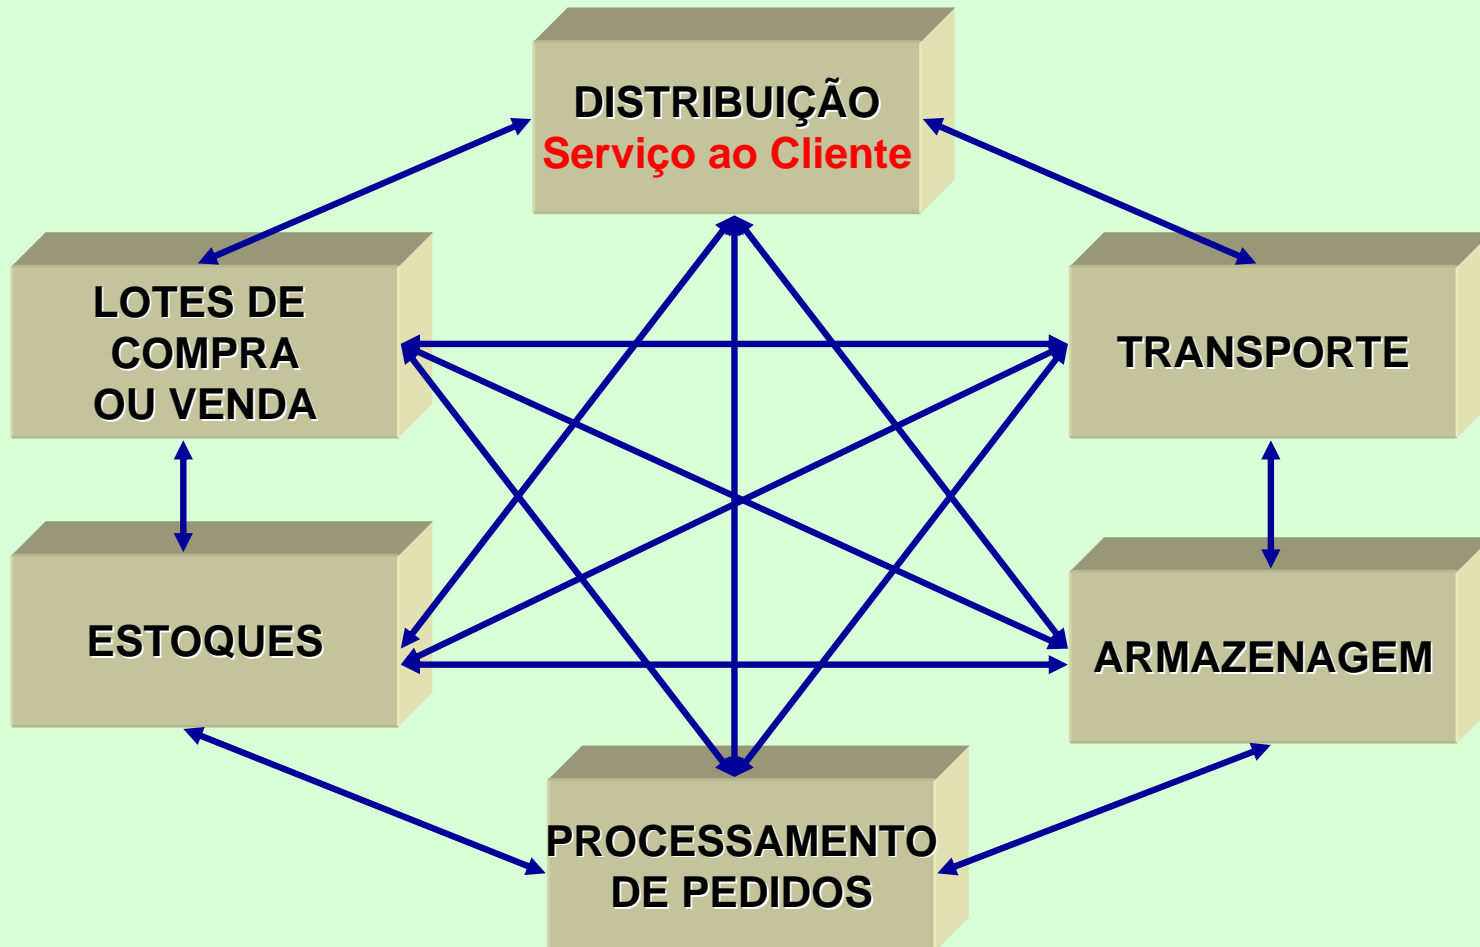 DISTRIBUIÇÃO
Serviço ao Cliente
LOTES DE
COMPRA
OU VENDA
TRANSPORTE
ESTOQUES
ARMAZENAGEM
PROCESSAMENTO
DE PEDIDOS